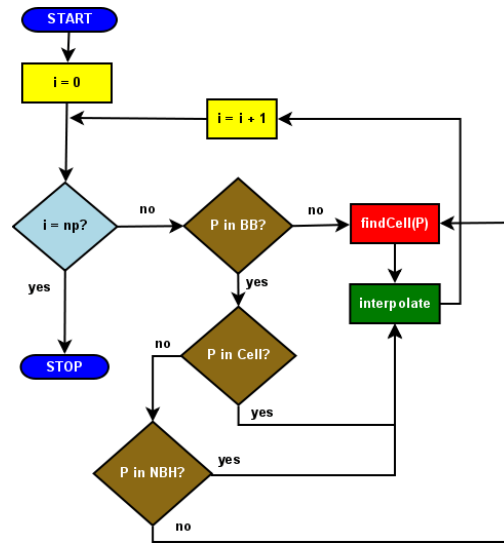 START
i = 0
i = i + 1
i = np?
no
P in BB?
no
findCell(P)
yes
yes
interpolate
STOP
no
P in Cell?
yes
P in NBH?
yes
no